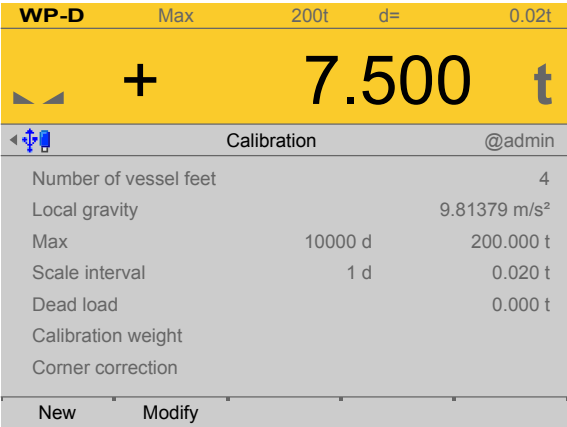 WP-D Max 200t d= 0.02t
+ 7.500 t
Calibration @admin
Number of vessel feet 4
Local gravity 9.81379 m/s²
Max 10000 d 200.000 t
Scale interval 1 d 0.020 t
Dead load 0.000 t
Calibration weight
Corner correction
New Modify